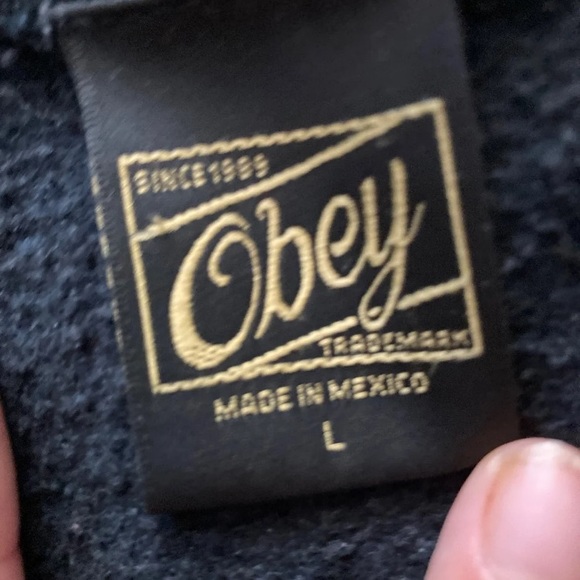 SINCE 1989
Obey
TRADEMARK
MADE IN MEXICO
L